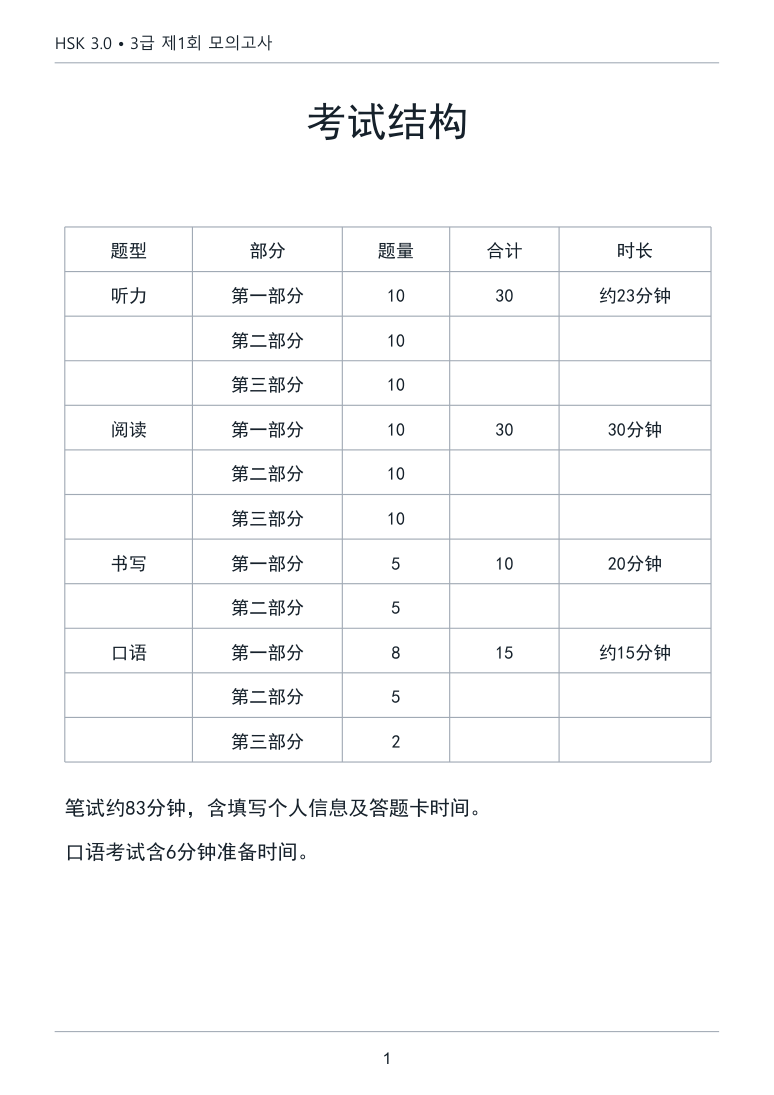 HSK 3.0 • 3급 제1회 모의고사
考试结构
题型 部分 题量 合计 时长
听力 第一部分 10 30 约23分钟
第二部分 10
第三部分 10
阅读 第一部分 10 30 30分钟
第二部分 10
第三部分 10
书写 第一部分 5 10 20分钟
第二部分 5
口语 第一部分 8 15 约15分钟
第二部分 5
第三部分 2
笔试约83分钟，含填写个人信息及答题卡时间。
口语考试含6分钟准备时间。
1